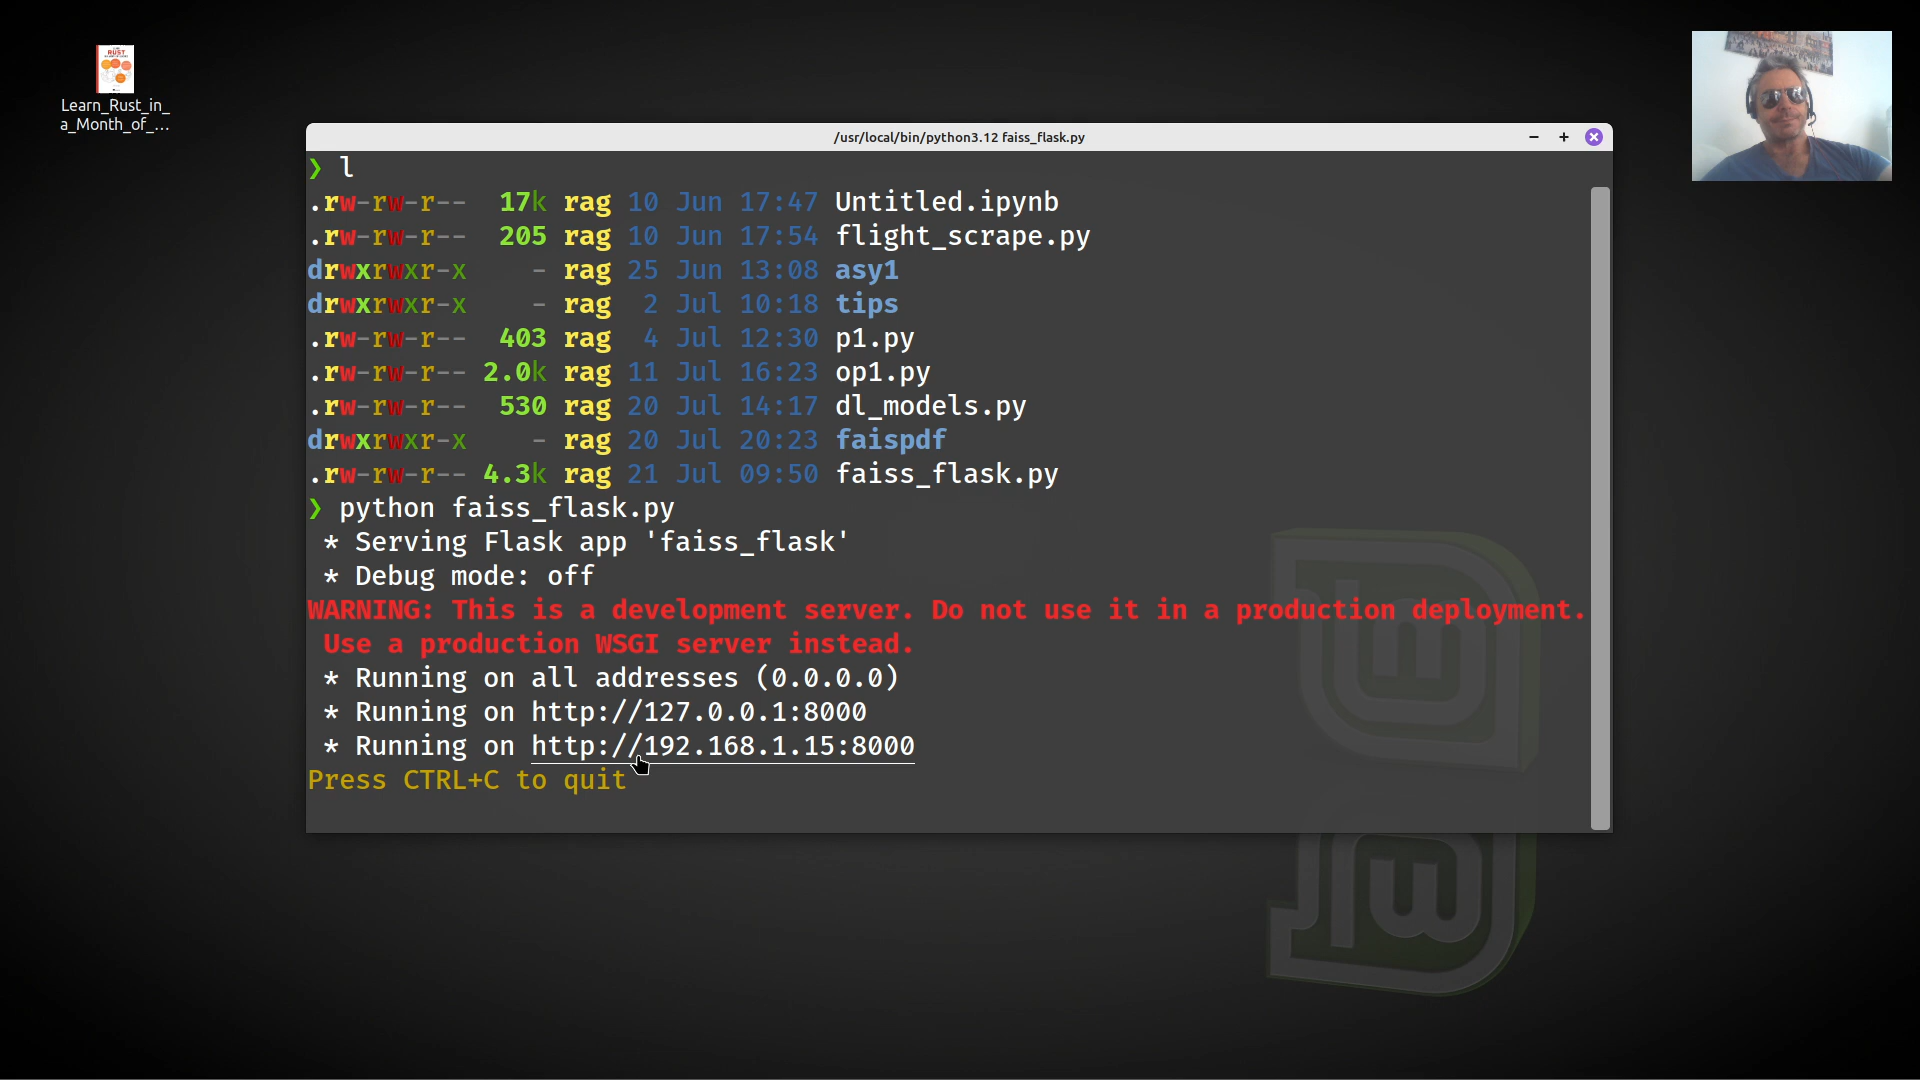 Learn_Rust_in_
a_Month_of_...
RUST
/usr/local/bin/python3.12 faiss_flask.py
❯ l
.rw-rw-r--  17k rag 10 Jun 17:47 Untitled.ipynb
.rw-rw-r--  205 rag 10 Jun 17:54 flight_scrape.py
drwxrwxr-x    - rag 25 Jun 13:08 asy1
drwxrwxr-x    - rag  2 Jul 10:18 tips
.rw-rw-r--  403 rag  4 Jul 12:30 p1.py
.rw-rw-r-- 2.0k rag 11 Jul 16:23 op1.py
.rw-rw-r--  530 rag 20 Jul 14:17 dl_models.py
drwxrwxr-x    - rag 20 Jul 20:23 faispdf
.rw-rw-r-- 4.3k rag 21 Jul 09:50 faiss_flask.py
❯ python faiss_flask.py
 * Serving Flask app 'faiss_flask'
 * Debug mode: off
WARNING: This is a development server. Do not use it in a production deployment.
 Use a production WSGI server instead.
 * Running on all addresses (0.0.0.0)
 * Running on http://127.0.0.1:8000
 * Running on http://192.168.1.15:8000
Press CTRL+C to quit